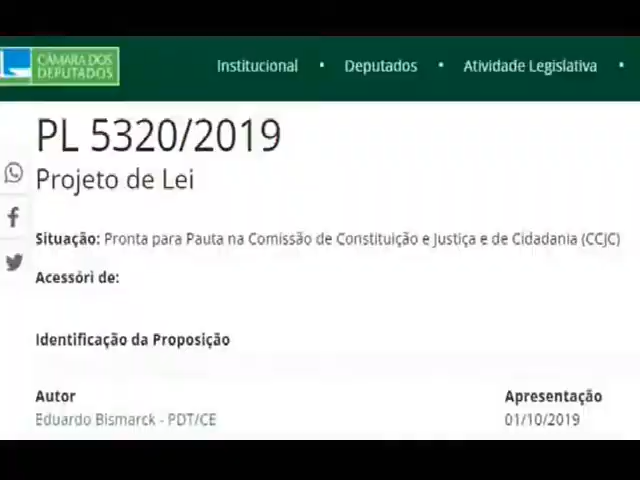 CÂMARA DOS
DEPUTADOS
Institucional • Deputados • Atividade Legislativa •
PL 5320/2019
Projeto de Lei
Situação: Pronta para Pauta na Comissão de Constituição e Justiça e de Cidadania (CCJC)
Acessóri de:
Identificação da Proposição
Autor Apresentação
Eduardo Bismarck - PDT/CE 01/10/2019